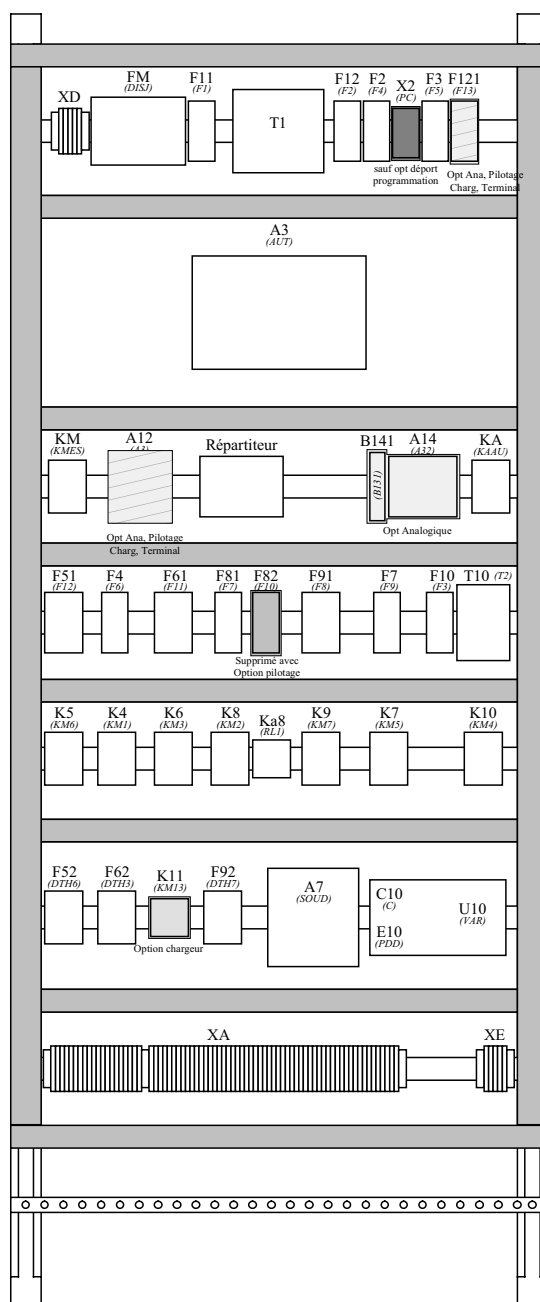 XD
FM
(DISJ)
F11
(F1)
T1
F12
(F2)
F2
(F4)
X2
(PC)
F3
(F5)
F121
(F13)
sauf opt déport
programmation
Opt Ana, Pilotage
Charg, Terminal
A3
(AUT)
KM
(KMES)
A12
(A3)
Répartiteur
B141
(B131)
A14
(A32)
KA
(KAAU)
Opt Ana, Pilotage
Charg, Terminal
Opt Analogique
F51
(F12)
F4
(F6)
F61
(F11)
F81
(F7)
F82
(F10)
F91
(F8)
F7
(F9)
F10
(F3)
T10 (T2)
Supprimé avec
Option pilotage
K5
(KM6)
K4
(KM1)
K6
(KM3)
K8
(KM2)
Ka8
(RL1)
K9
(KM7)
K7
(KM5)
K10
(KM4)
F52
(DTH6)
F62
(DTH3)
K11
(KM13)
F92
(DTH7)
A7
(SOUD)
C10
(C)
U10
(VAR)
E10
(PDD)
Option chargeur
XA
XE